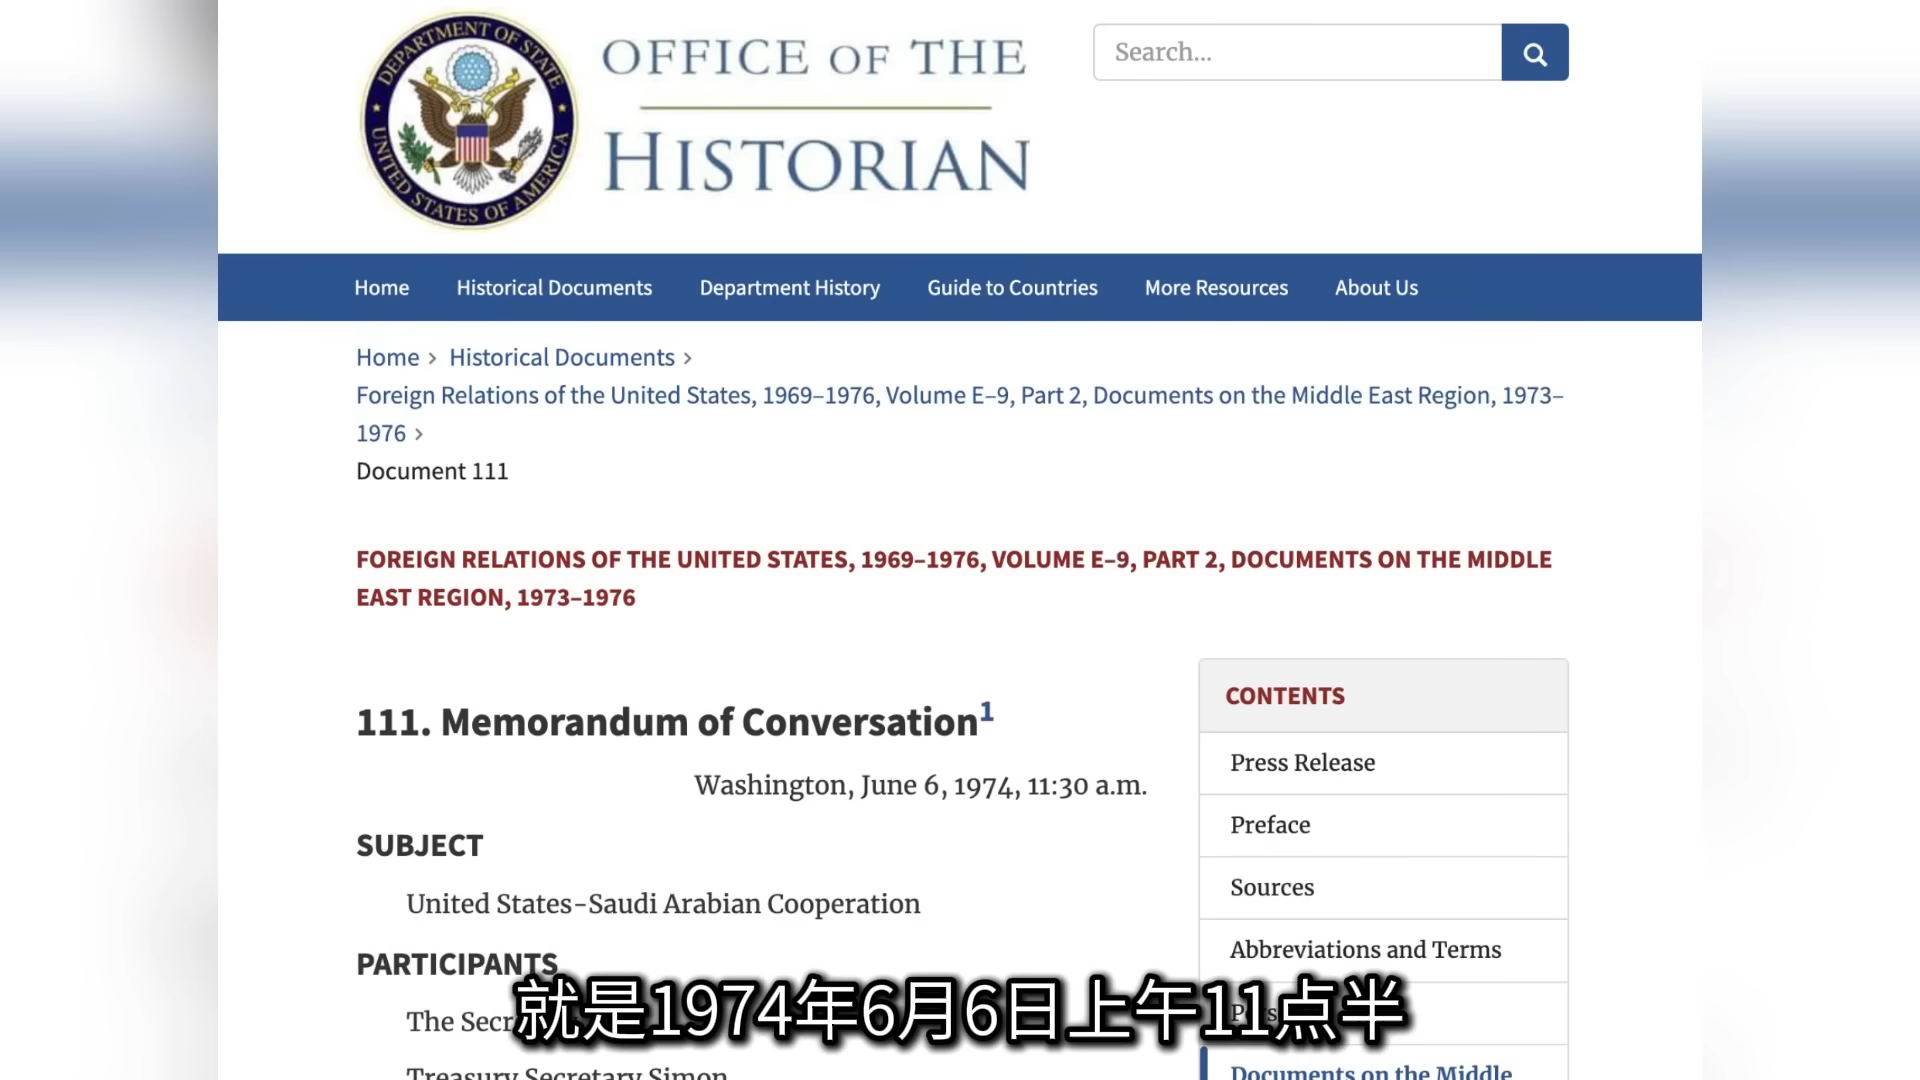 DEPARTMENT OF STATE
UNITED STATES OF AMERICA
OFFICE OF THE
HISTORIAN
Search...
Home
Historical Documents
Department History
Guide to Countries
More Resources
About Us
Home › Historical Documents ›
Foreign Relations of the United States, 1969–1976, Volume E–9, Part 2, Documents on the Middle East Region, 1973–
1976 ›
Document 111
FOREIGN RELATIONS OF THE UNITED STATES, 1969–1976, VOLUME E–9, PART 2, DOCUMENTS ON THE MIDDLE
EAST REGION, 1973–1976
111. Memorandum of Conversation1
Washington, June 6, 1974, 11:30 a.m.
SUBJECT
United States-Saudi Arabian Cooperation
PARTICIPANTS
The
Treasury Secretary Simon
CONTENTS
Press Release
Preface
Sources
Abbreviations and Terms
Documents on the Middle
就是1974年6月6日上午11点半